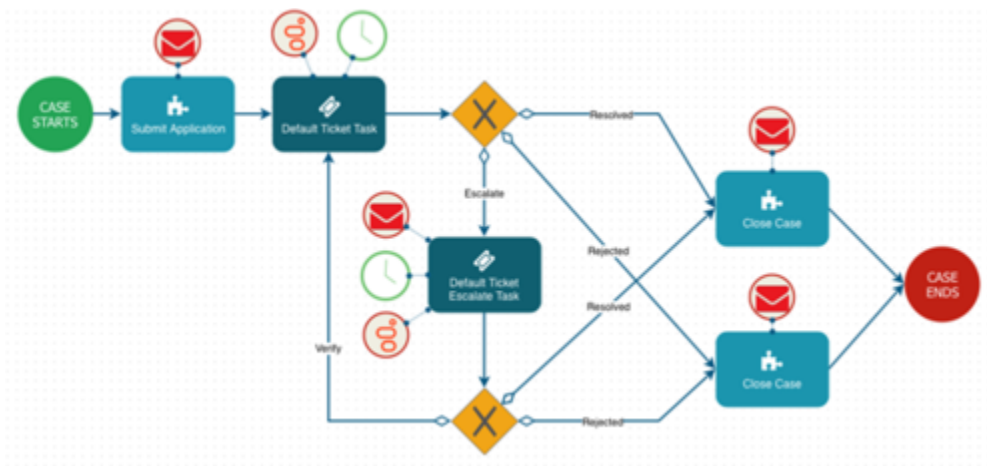 CASE
STARTS
Submit Application
Default Ticket Task
Resolved
Escalate
Close Case
Rejected
Default Ticket
Escalate Task
CASE
ENDS
Resolved
Verify
Close Case
Rejected